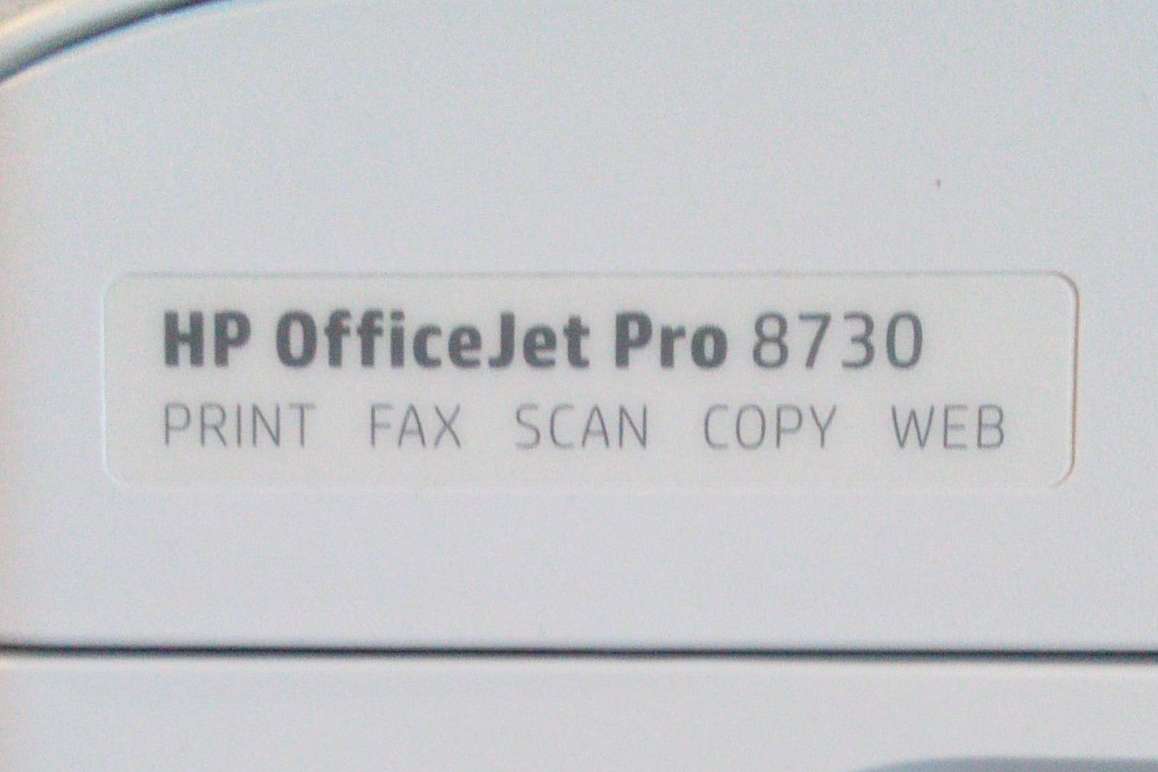 HP OfficeJet Pro 8730
PRINT FAX SCAN COPY WEB